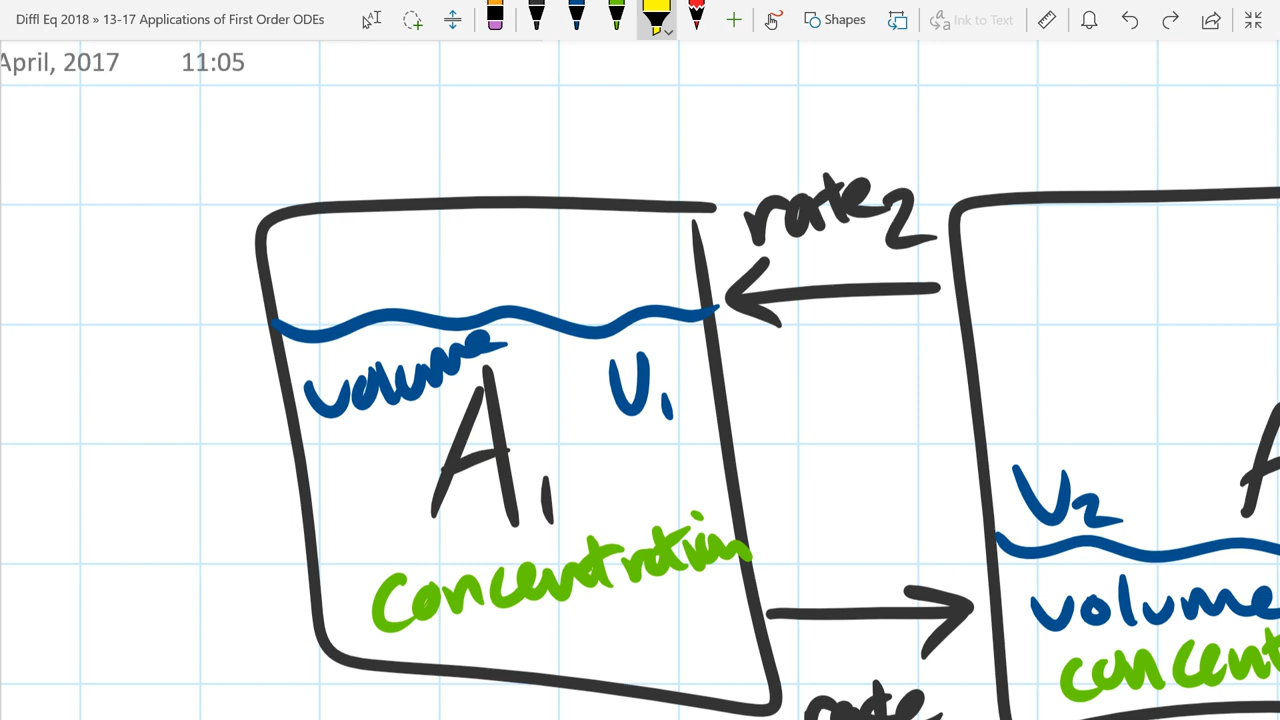 Diffl Eq 2018 » 13-17 Applications of First Order ODEs
Shapes
Ink to Text
April, 2017 11:05
rate2
volume V1
A1
concentration
V2
volume